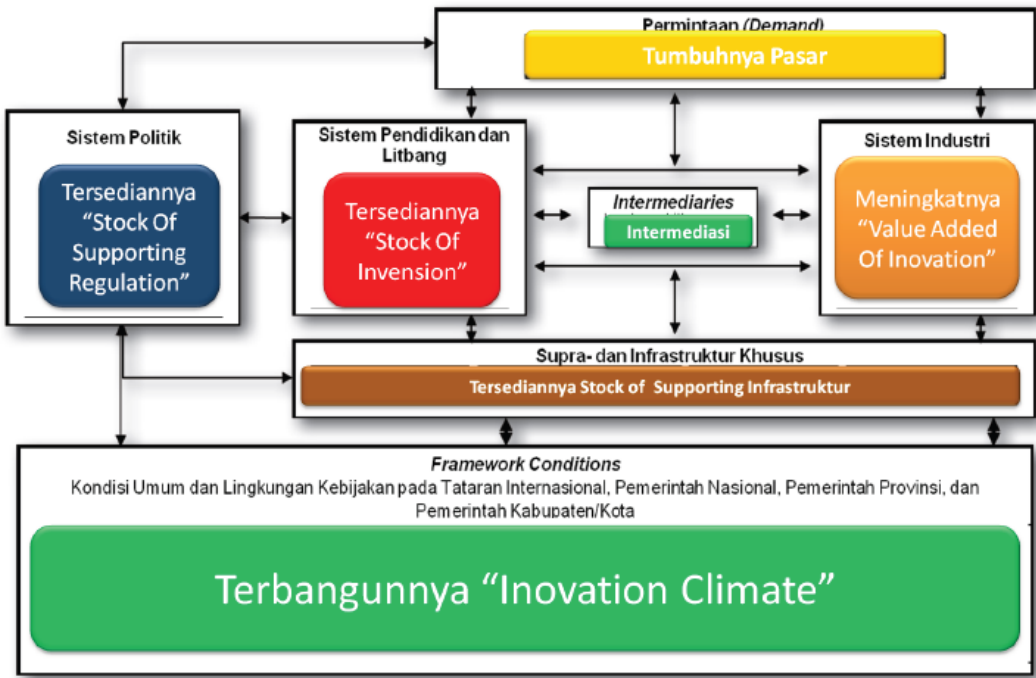 Permintaan (Demand)
Tumbuhnya Pasar
Sistem Politik
Tersediannya
“Stock Of
Supporting
Regulation”
Sistem Pendidikan dan
Litbang
Tersediannya
“Stock Of
Invension”
Intermediaries
Intermediasi
Sistem Industri
Meningkatnya
“Value Added
Of Inovation”
Supra- dan Infrastruktur Khusus
Tersediannya Stock of Supporting Infrastruktur
Framework Conditions
Kondisi Umum dan Lingkungan Kebijakan pada Tataran Internasional, Pemerintah Nasional, Pemerintah Provinsi, dan
Pemerintah Kabupaten/Kota
Terbangunnya “Inovation Climate”